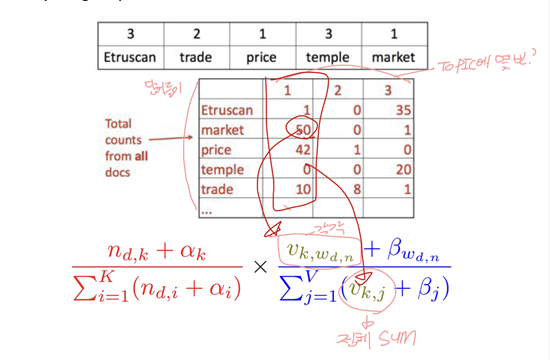 3 2 1 3 1
Etruscan trade price temple market
Topic에 몇번?
단어들이
1 2 3
Etruscan 1 0 35
market 50 0 1
price 42 1 0
temple 0 0 20
trade 10 8 1
...
Total
counts
from all
docs
각각
n_{d,k} + α_k
∑_{i=1}^{K}(n_{d,i} + α_i)
×
v_{k,w_{d,n}} + β_{w_{d,n}}
∑_{j=1}^{V}(v_{k,j} + β_j)
전체 SUM